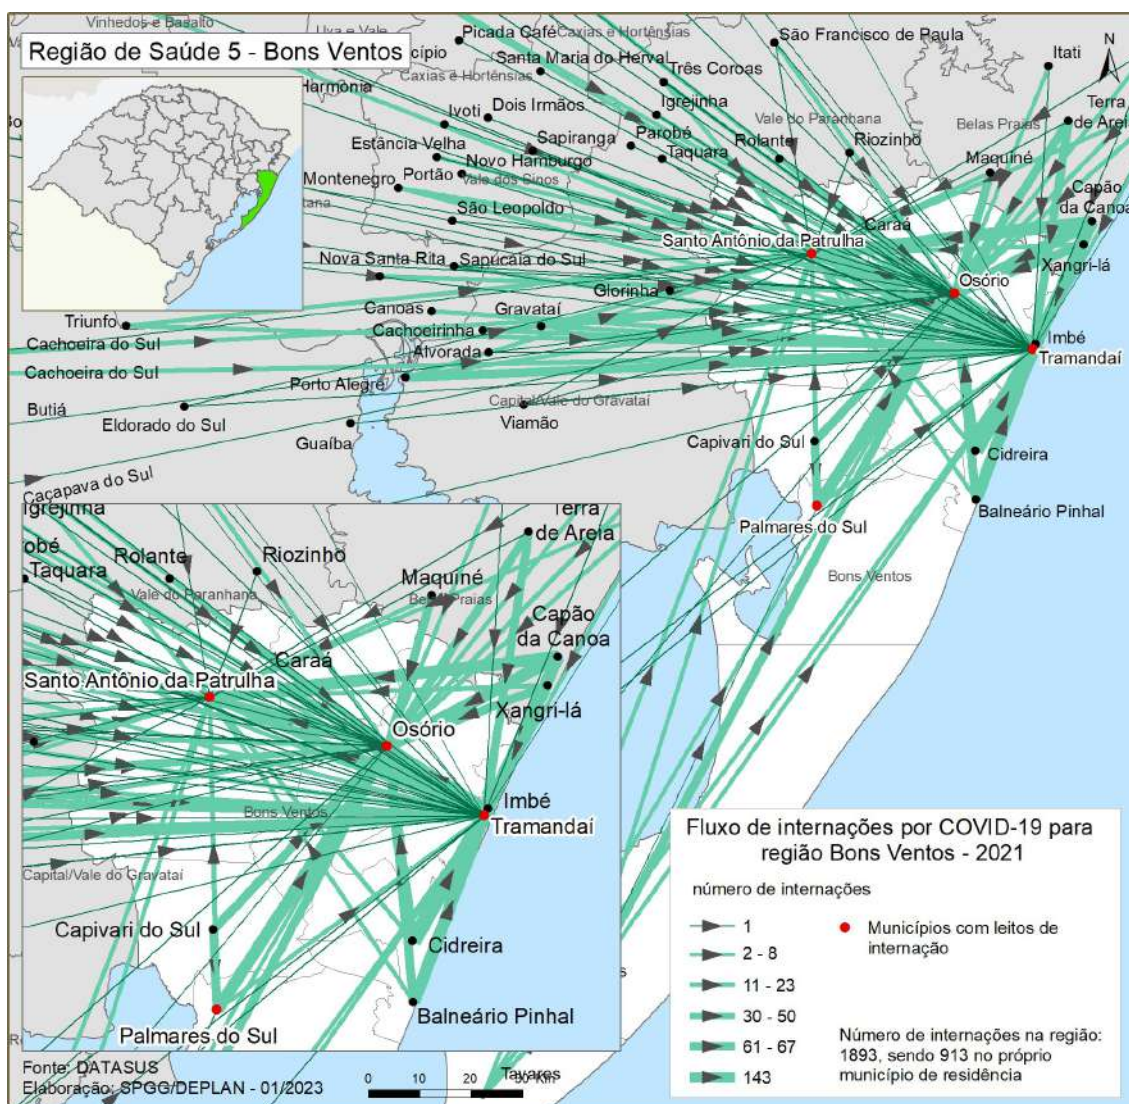 Vinhedos e Basalto
Uva e Vale
Picada Café
Caxias e Hortênsias
São Francisco de Paula
Itati
N
Região de Saúde 5 - Bons Ventos
cípio
Santa Maria do Herval
Caxias e Hortênsias
Três Coroas
Harmonia
Ivoti
Dois Irmãos
Igrejinha
Terra
de Areia
Vale do Paranhana
Belas Praias
Estância Velha
Sapiranga
Parobé
Rolante
Riozinho
Novo Hamburgo
Taquara
Maquiné
Portão
Vale dos Sinos
Montenegro
Capão
da Canoa
São Leopoldo
Caraá
Santo Antônio da Patrulha
Nova Santa Rita
Sapucaia do Sul
Xangri-lá
Glorinha
Osório
Canoas
Gravataí
Triunfo
Cachoeirinha
Imbé
Cachoeira do Sul
Alvorada
Tramandaí
Cachoeira do Sul
Porto Alegre
Butiá
Capital/Vale do Gravataí
Eldorado do Sul
Viamão
Guaíba
Capivari do Sul
Cidreira
Caçapava do Sul
Balneário Pinhal
Palmares do Sul
Bons Ventos
Igrejinha
Terra
de Areia
obé
Rolante
Riozinho
Taquara
Maquiné
Vale do Paranhana
Capão
da Canoa
Caraá
Santo Antônio da Patrulha
Xangri-lá
Osório
Imbé
Bons Ventos
Tramandaí
Capital/Vale do Gravataí
Capivari do Sul
Cidreira
Balneário Pinhal
Palmares do Sul
Fonte: DATASUS
Elaboração: SPGG/DEPLAN - 01/2023
0 10 20 30 Km
Tavares
Fluxo de internações por COVID-19 para
região Bons Ventos - 2021
número de internações
1
2 - 8
11 - 23
30 - 50
61 - 67
143
Municípios com leitos de
internação
Número de internações na região:
1893, sendo 913 no próprio
município de residência